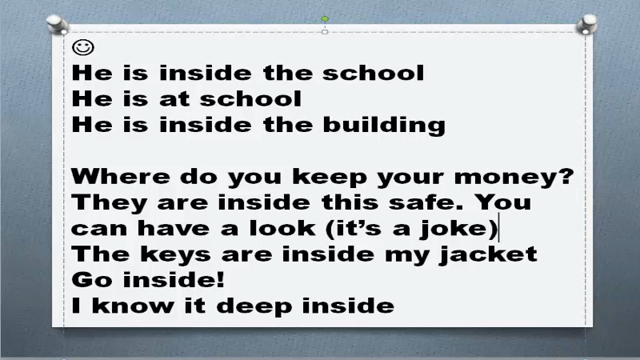 ☺
He is inside the school
He is at school
He is inside the building
Where do you keep your money?
They are inside this safe. You
can have a look (it’s a joke)
The keys are inside my jacket
Go inside!
I know it deep inside